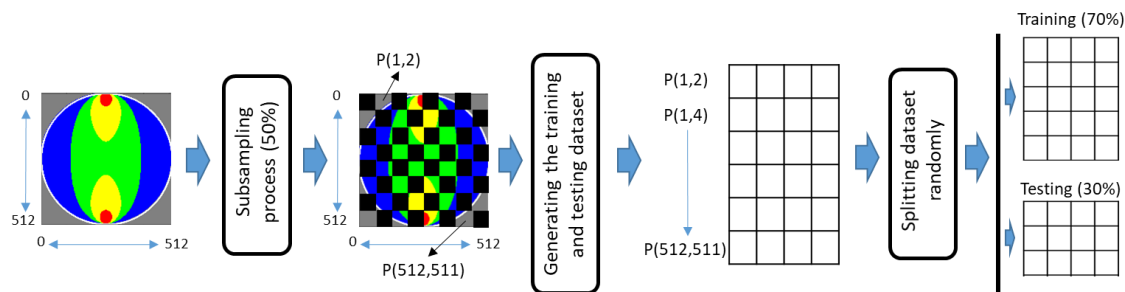 0
512
0
512
Subsampling
process (50%)
P(1,2)
0
512
0
512
P(512,511)
Generating the training
and testing dataset
P(1,2)
P(1,4)
P(512,511)
Splitting dataset
randomly
Training (70%)
Testing (30%)